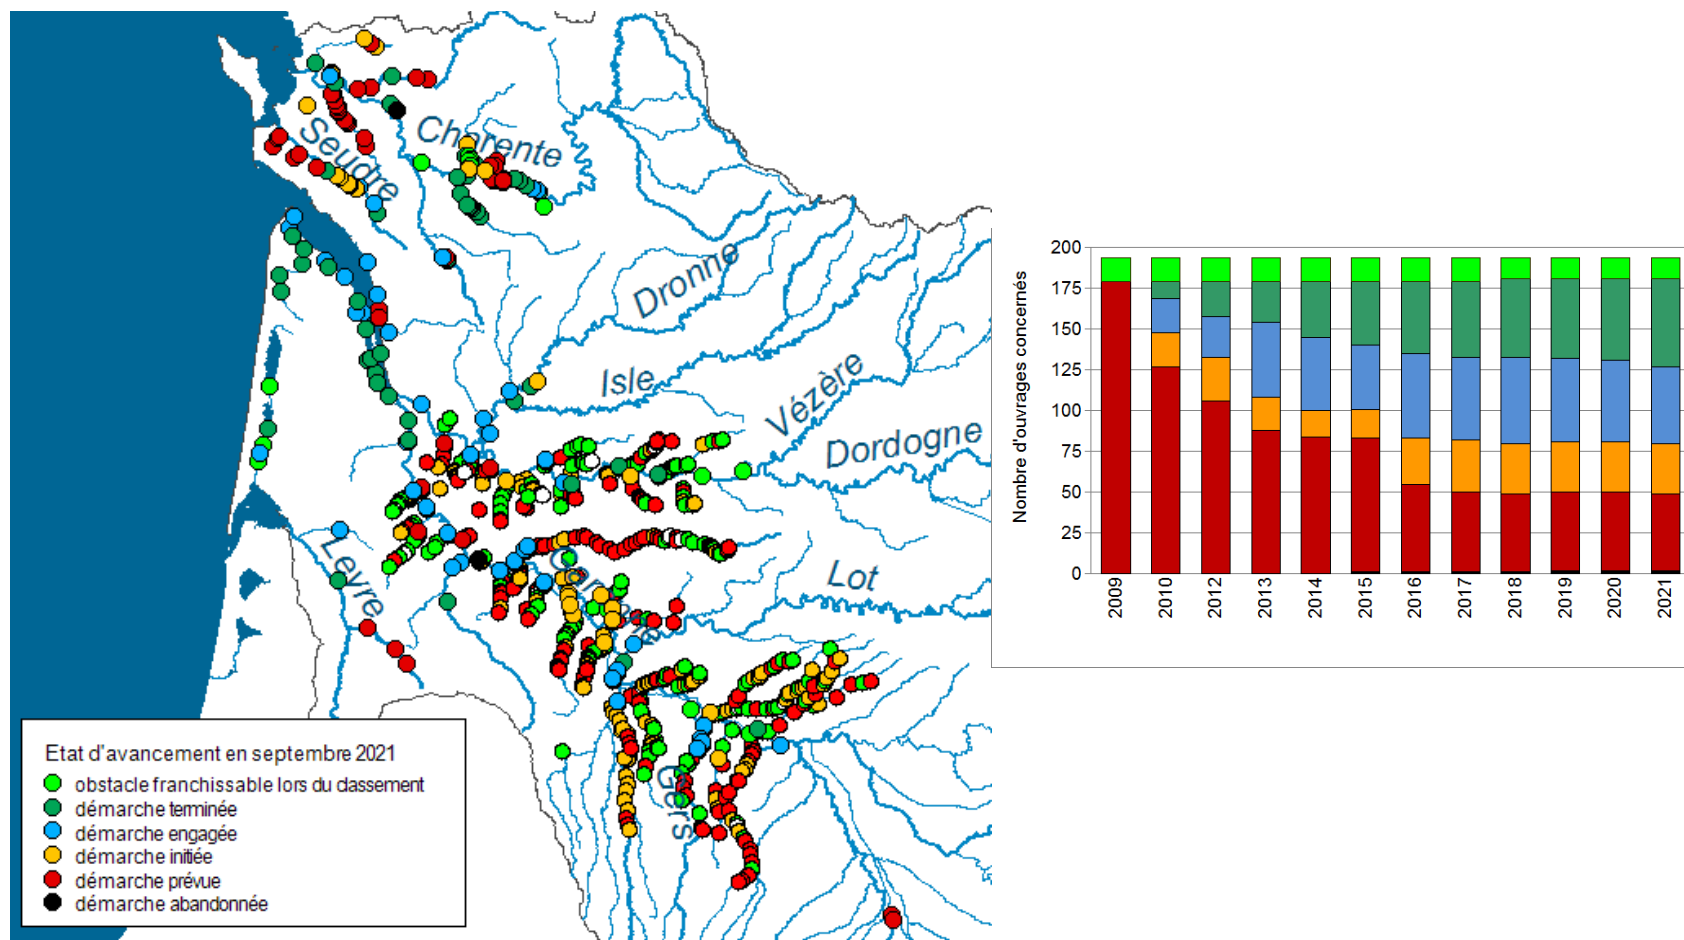 Charente
Seudre
Dronne
Isle
Vézère
Dordogne
Leyre
Garonne
Lot
Gers
Etat d'avancement en septembre 2021
obstacle franchissable lors du classement
démarche terminée
démarche engagée
démarche initiée
démarche prévue
démarche abandonnée
Nombre d'ouvrages concernés
200
175
150
125
100
75
50
25
0
2009
2010
2012
2013
2014
2015
2016
2017
2018
2019
2020
2021